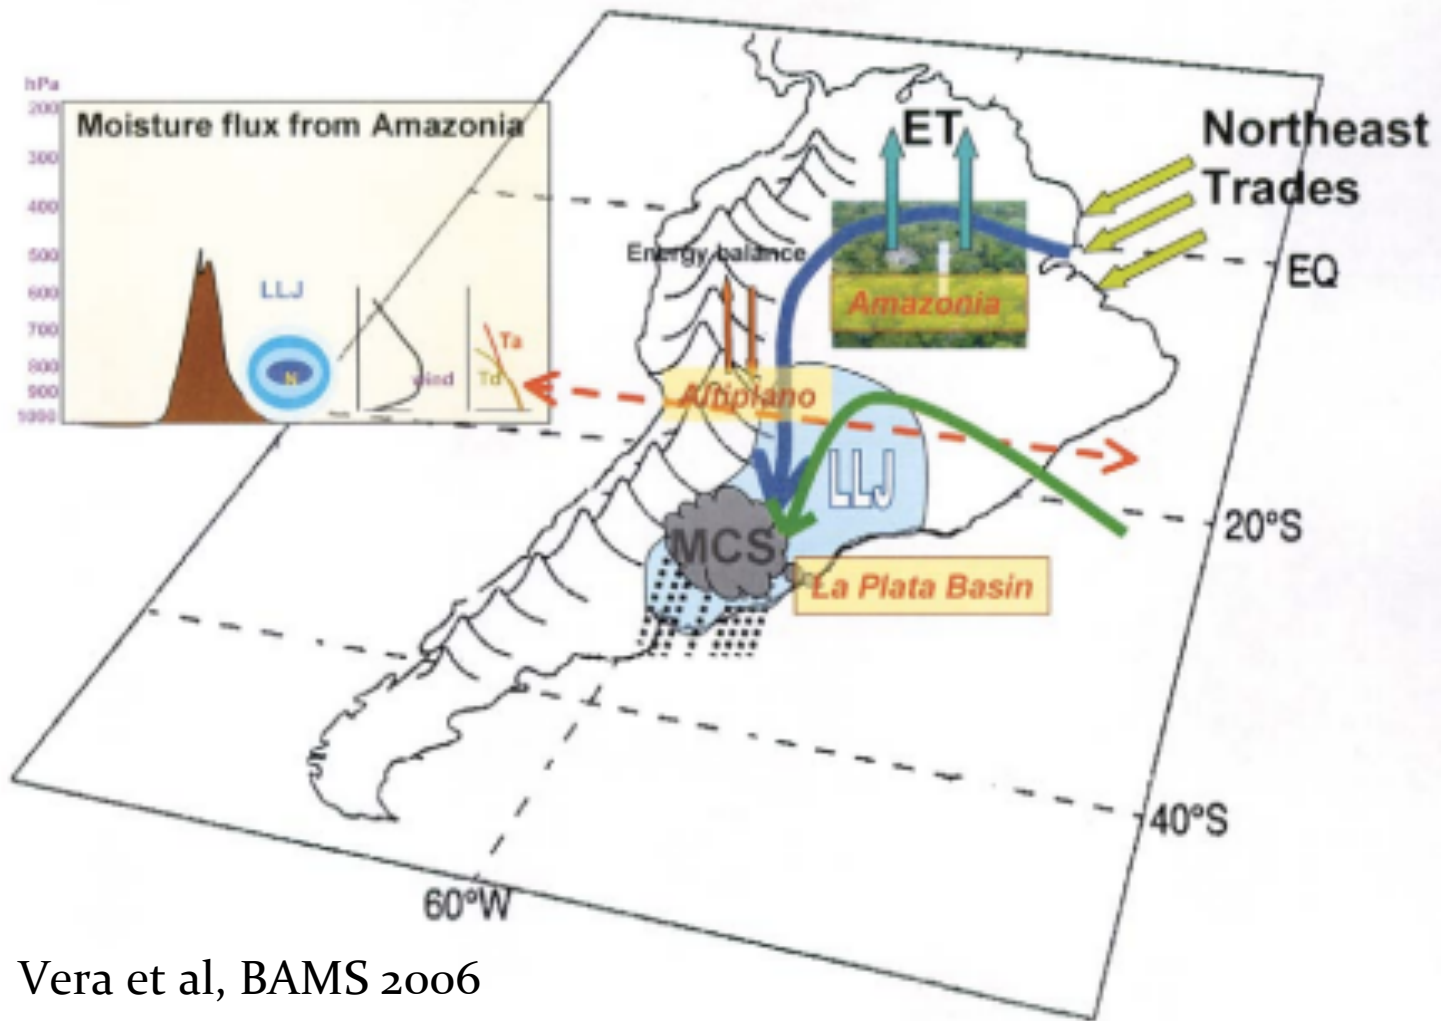 hPa
200
300
400
500
600
700
800
900
1000
Moisture flux from Amazonia
LLJ
N
wind
Ta
Td
ET
Northeast
Trades
Energy balance
EQ
Amazonia
Altiplano
LLJ
MCS
20°S
La Plata Basin
40°S
60°W
Vera et al, BAMS 2006